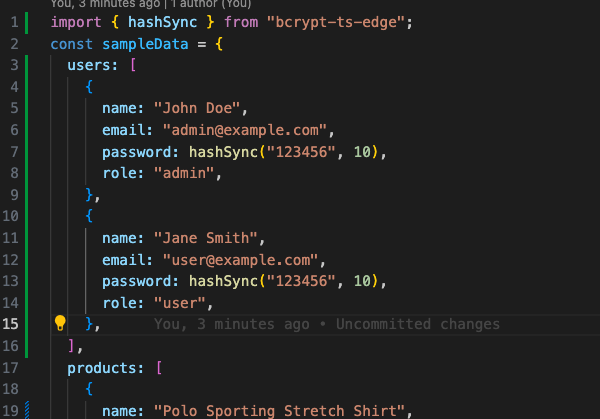 You, 3 minutes ago | 1 author (You)
1 import { hashSync } from "bcrypt-ts-edge";
2 const sampleData = {
3 users: [
4 {
5 name: "John Doe",
6 email: "admin@example.com",
7 password: hashSync("123456", 10),
8 role: "admin",
9 },
10 {
11 name: "Jane Smith",
12 email: "user@example.com",
13 password: hashSync("123456", 10),
14 role: "user",
15 }, You, 3 minutes ago • Uncommitted changes
16 ],
17 products: [
18 {
19 name: "Polo Sporting Stretch Shirt",